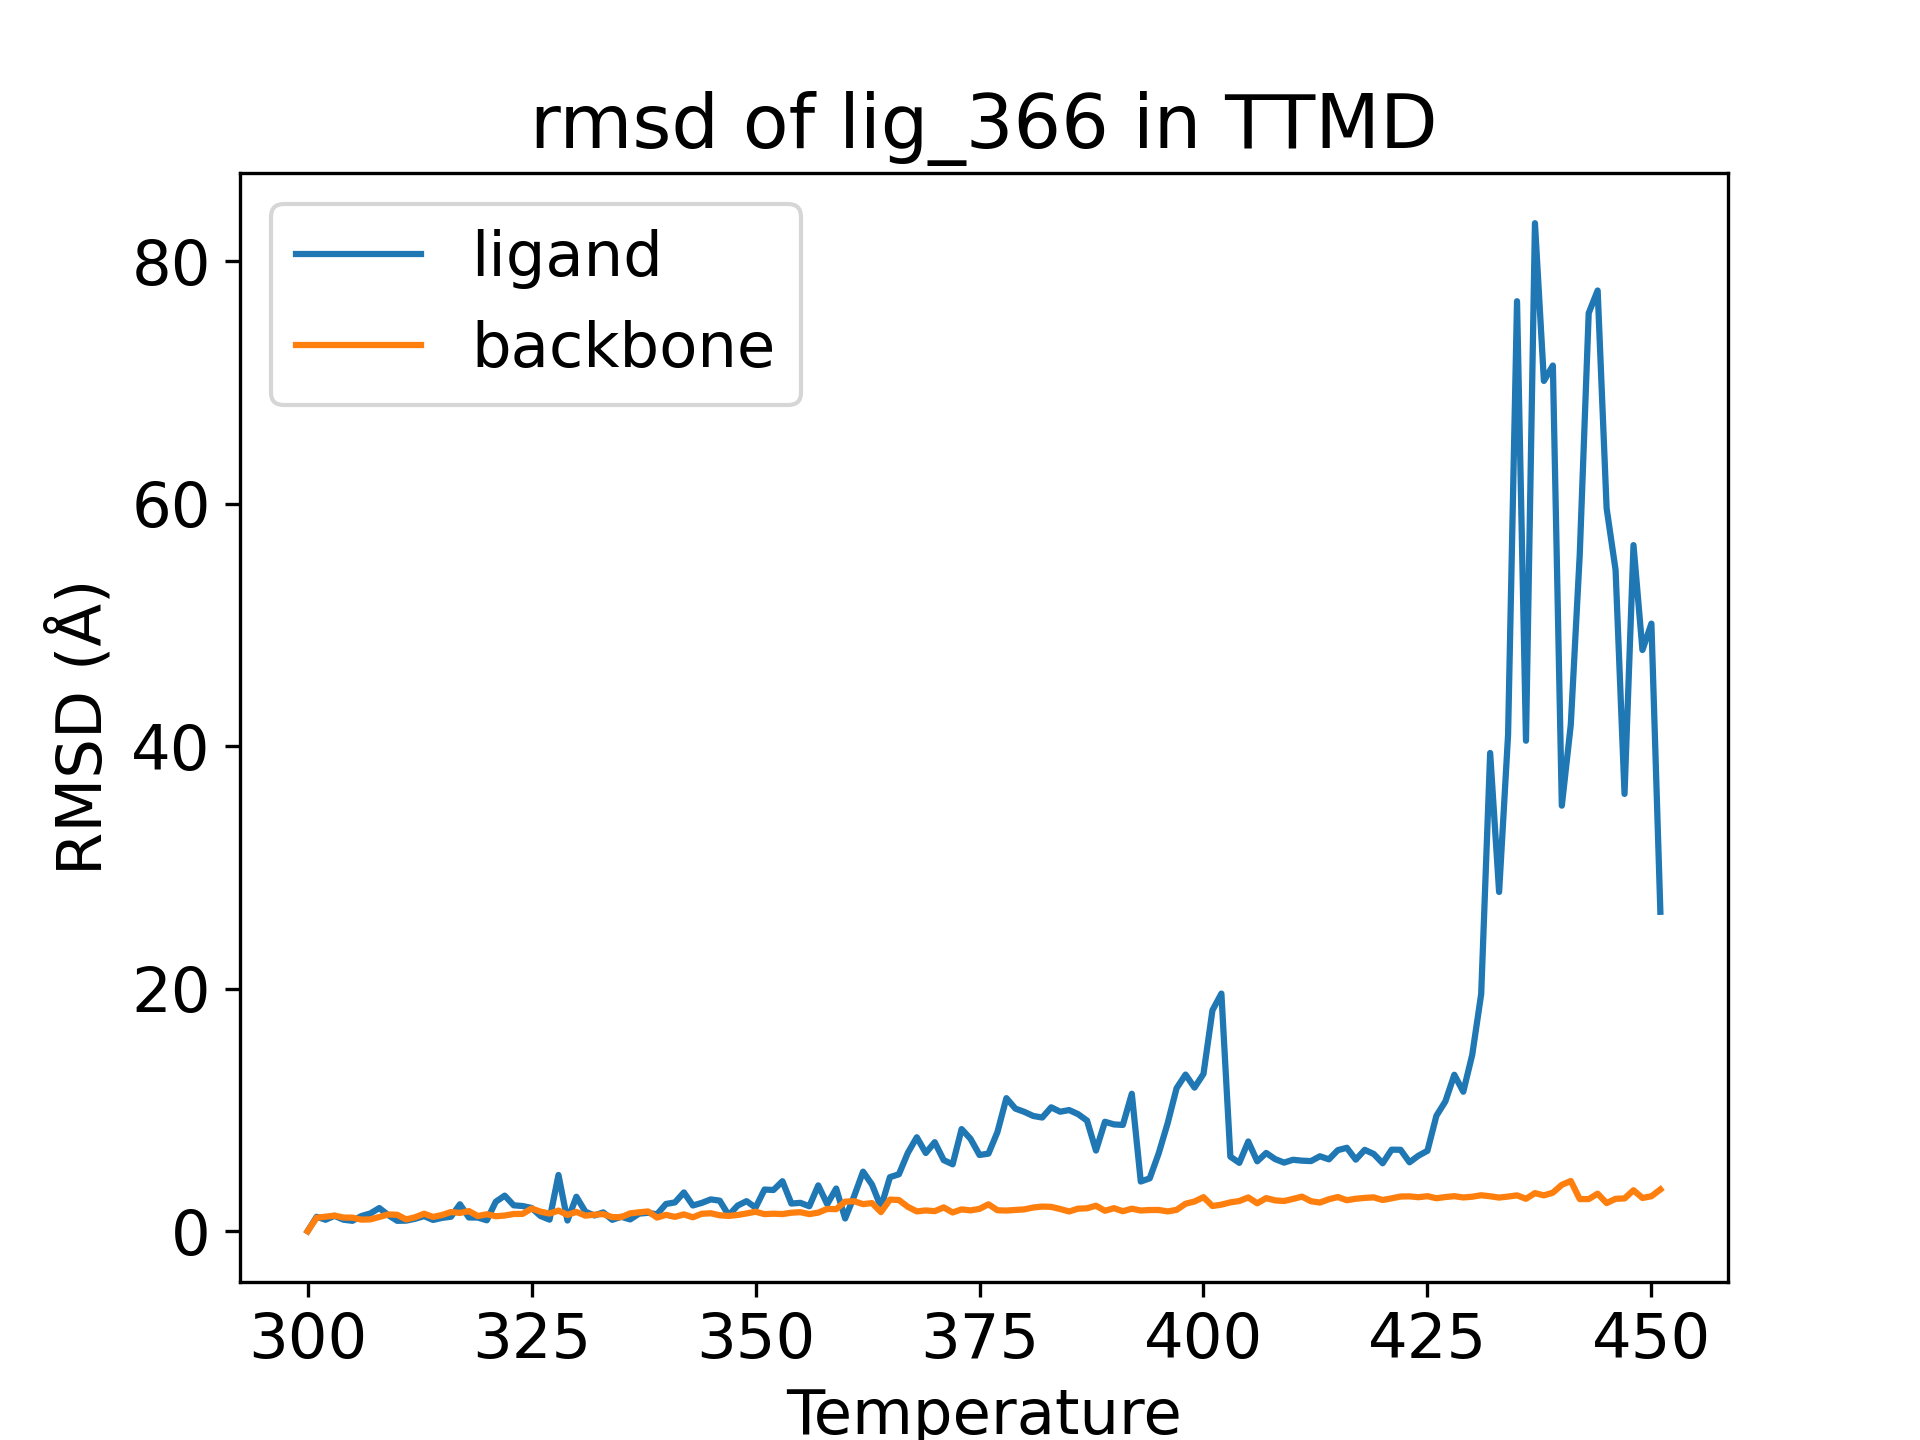 rmsd of lig_366 in TTMD
ligand
backbone
RMSD (Å)
80
60
40
20
0
300 325 350 375 400 425 450
Temperature